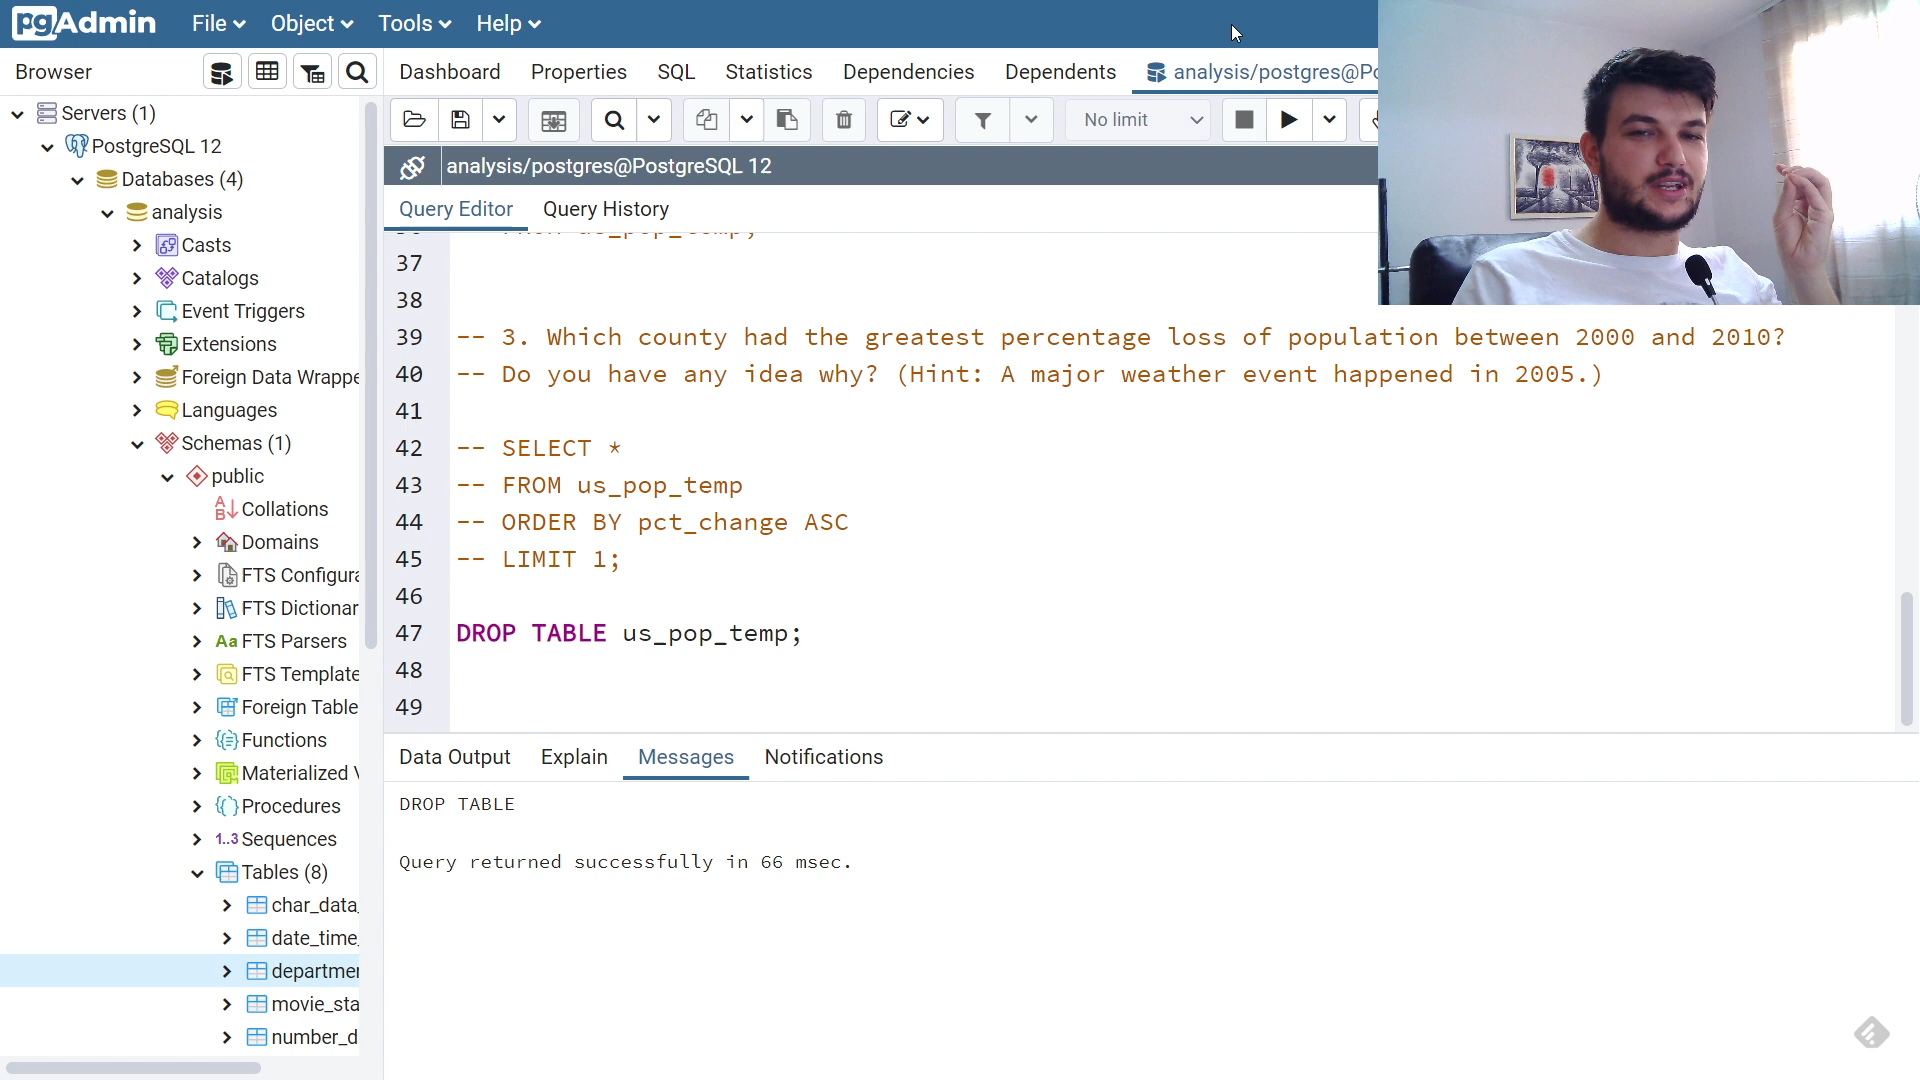 pgAdmin File Object Tools Help
Browser
Dashboard Properties SQL Statistics Dependencies Dependents analysis/postgres@Po
Servers (1)
PostgreSQL 12
Databases (4)
analysis
Casts
Catalogs
Event Triggers
Extensions
Foreign Data Wrappe
Languages
Schemas (1)
public
Collations
Domains
FTS Configura
FTS Dictionar
Aa FTS Parsers
FTS Template
Foreign Table
Functions
Materialized V
Procedures
1..3 Sequences
Tables (8)
char_data_
date_time_
departmen
movie_sta
number_d
No limit
analysis/postgres@PostgreSQL 12
Query Editor Query History
37
38
39 -- 3. Which county had the greatest percentage loss of population between 2000 and 2010?
40 -- Do you have any idea why? (Hint: A major weather event happened in 2005.)
41
42 -- SELECT *
43 -- FROM us_pop_temp
44 -- ORDER BY pct_change ASC
45 -- LIMIT 1;
46
47 DROP TABLE us_pop_temp;
48
49
Data Output Explain Messages Notifications
DROP TABLE
Query returned successfully in 66 msec.